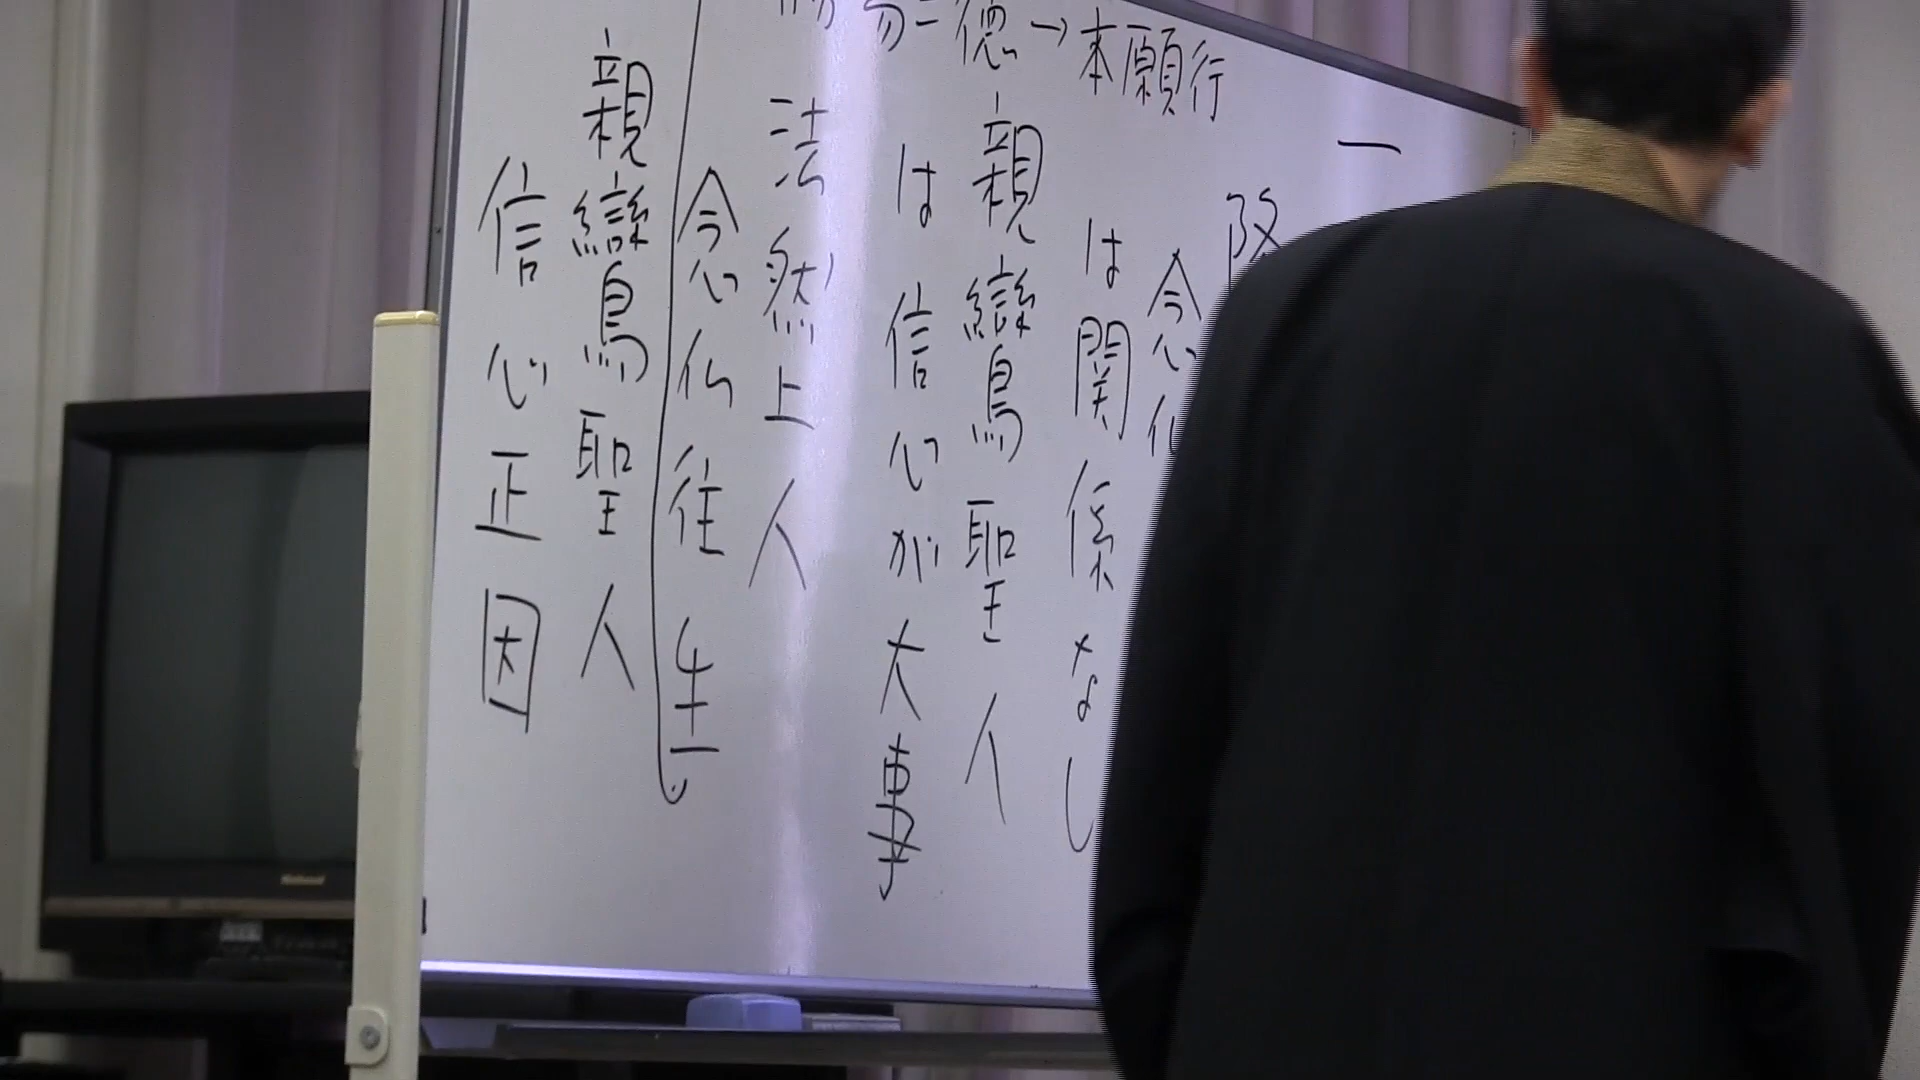 二徳→本願行
一
念仏
は関係なし
親鸞聖人
は信心が大事
法然上人
念仏往生
親鸞聖人
信心正因
National